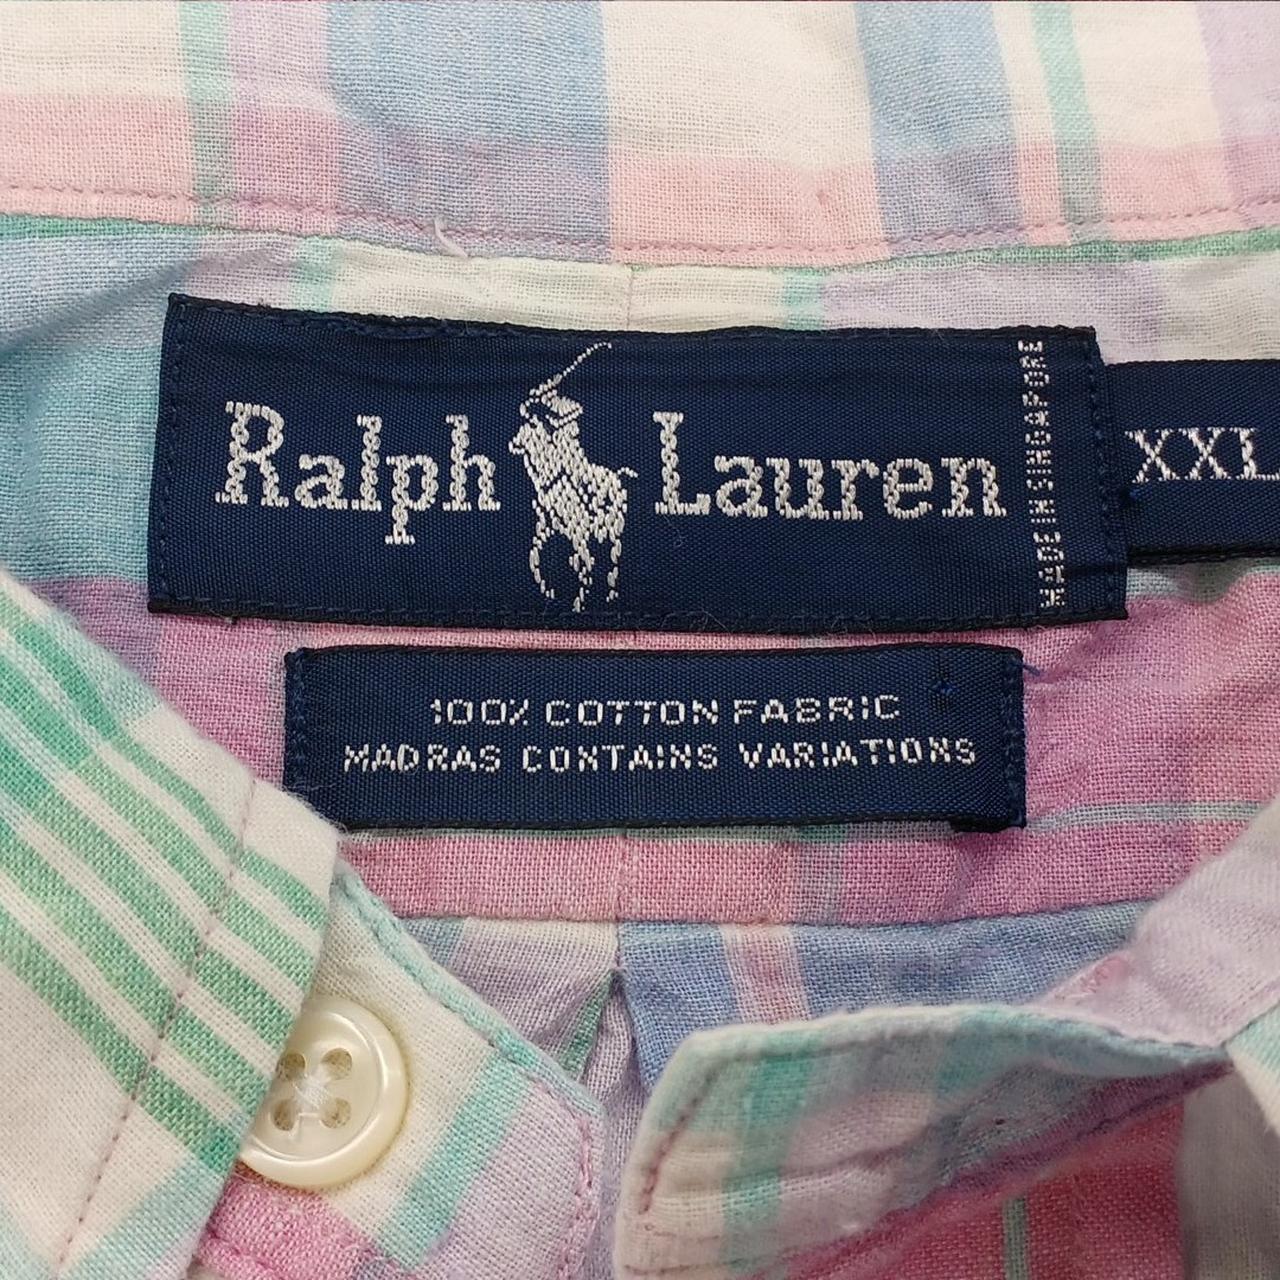 Ralph Lauren
MADE IN SINGAPORE
XXL
100% COTTON FABRIC
MADRAS CONTAINS VARIATIONS